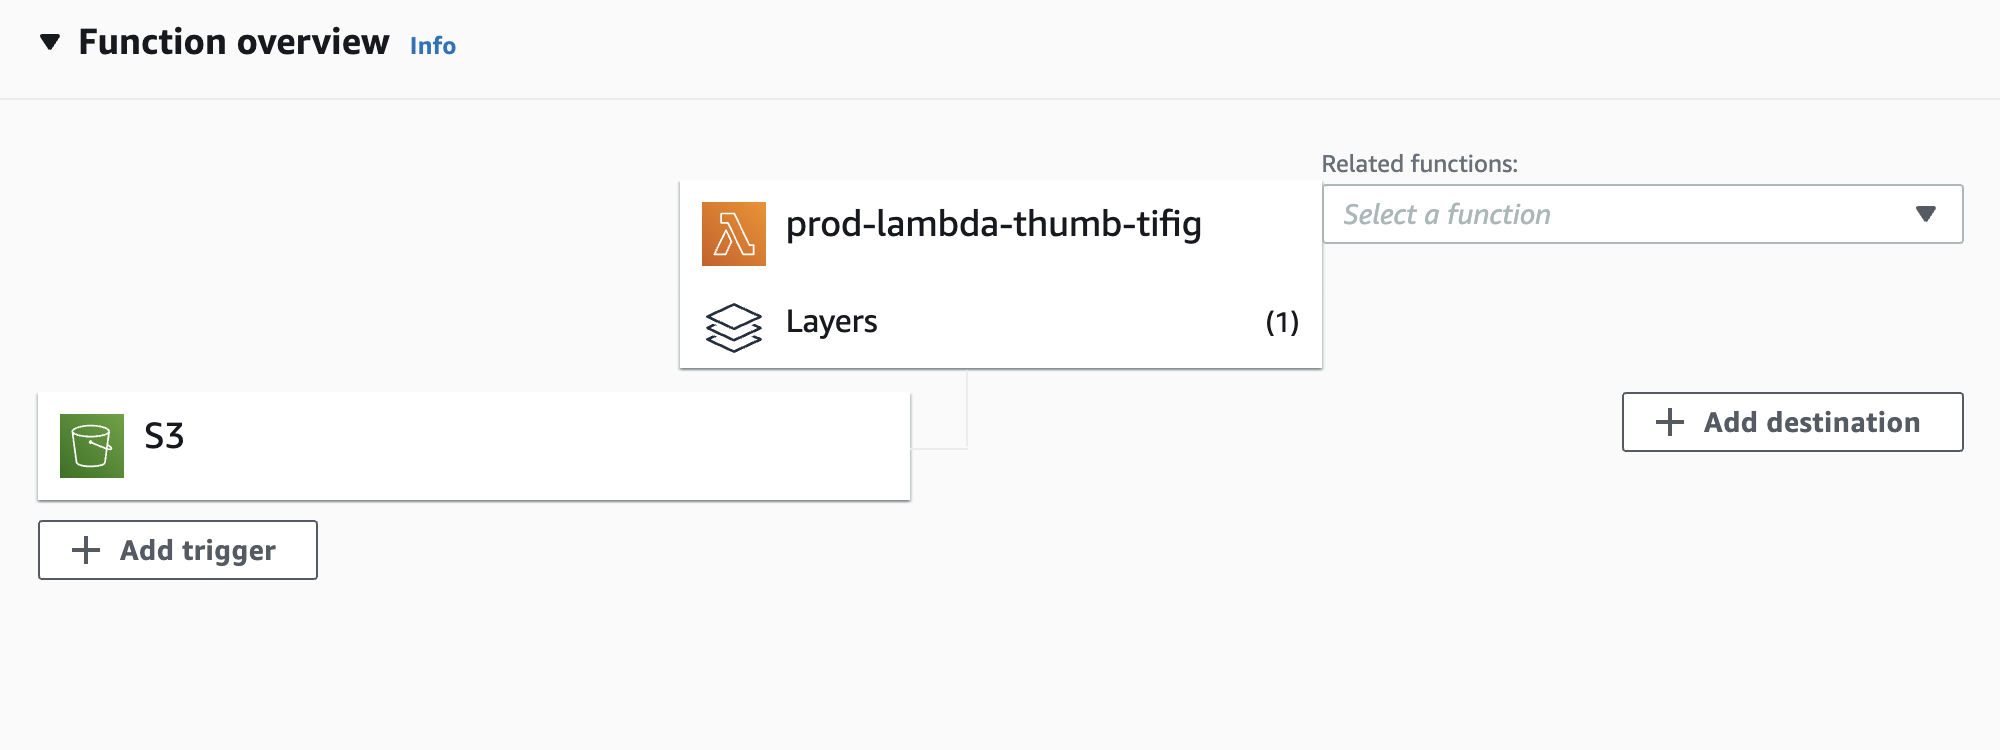 Function overview Info
Related functions:
prod-lambda-thumb-tifig
Select a function
Layers (1)
S3
Add destination
Add trigger